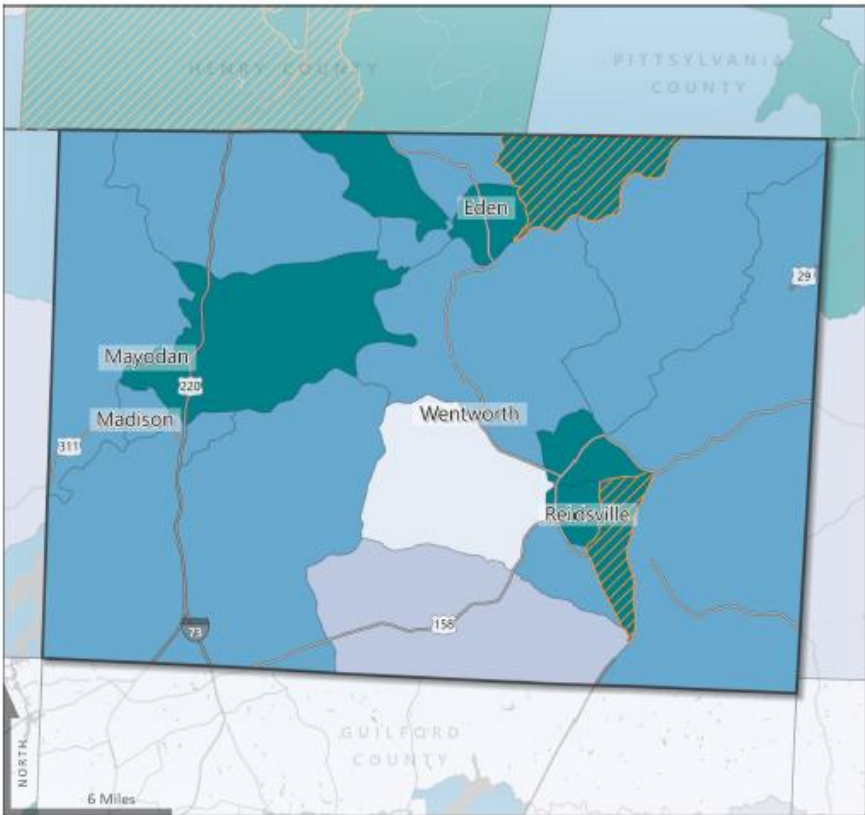 HENRY COUNTY
PITTSYLVANIA
COUNTY
Eden
29
Mayodan
220
Madison
Wentworth
311
Reidsville
158
73
GUILFORD
COUNTY
NORTH
6 Miles